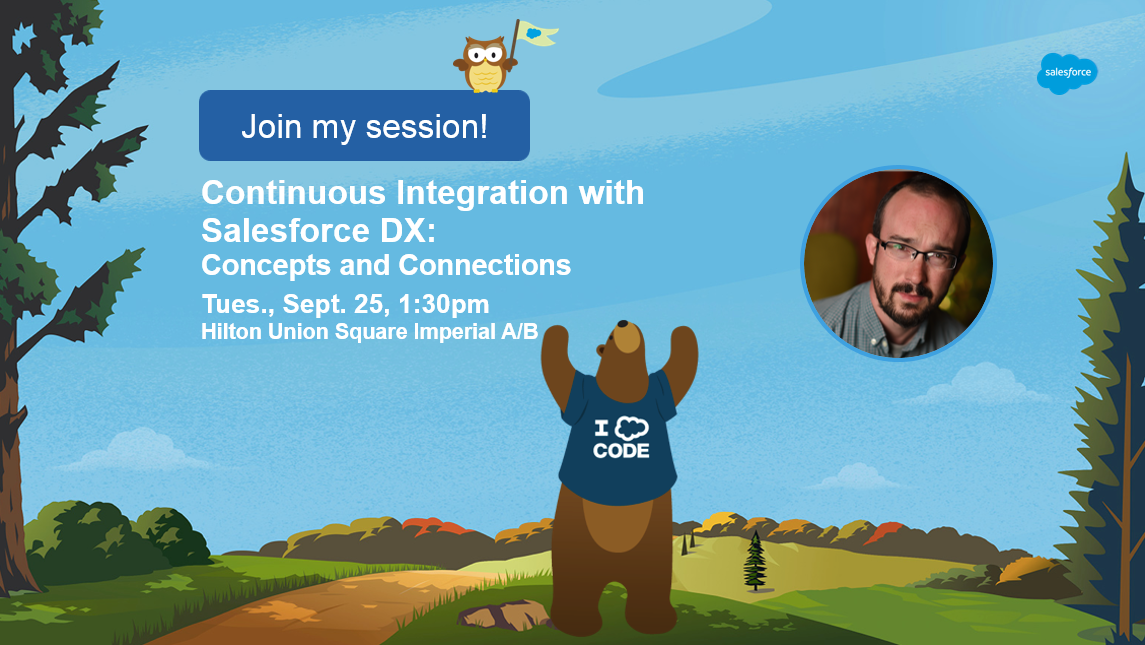 Join my session!
salesforce
Continuous Integration with
Salesforce DX:
Concepts and Connections
Tues., Sept. 25, 1:30pm
Hilton Union Square Imperial A/B
I
CODE